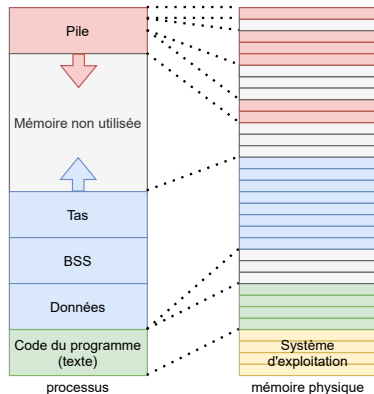 Pile
Mémoire non utilisée
Tas
BSS
Données
Code du programme
(texte)
processus
Système
d'exploitation
mémoire physique